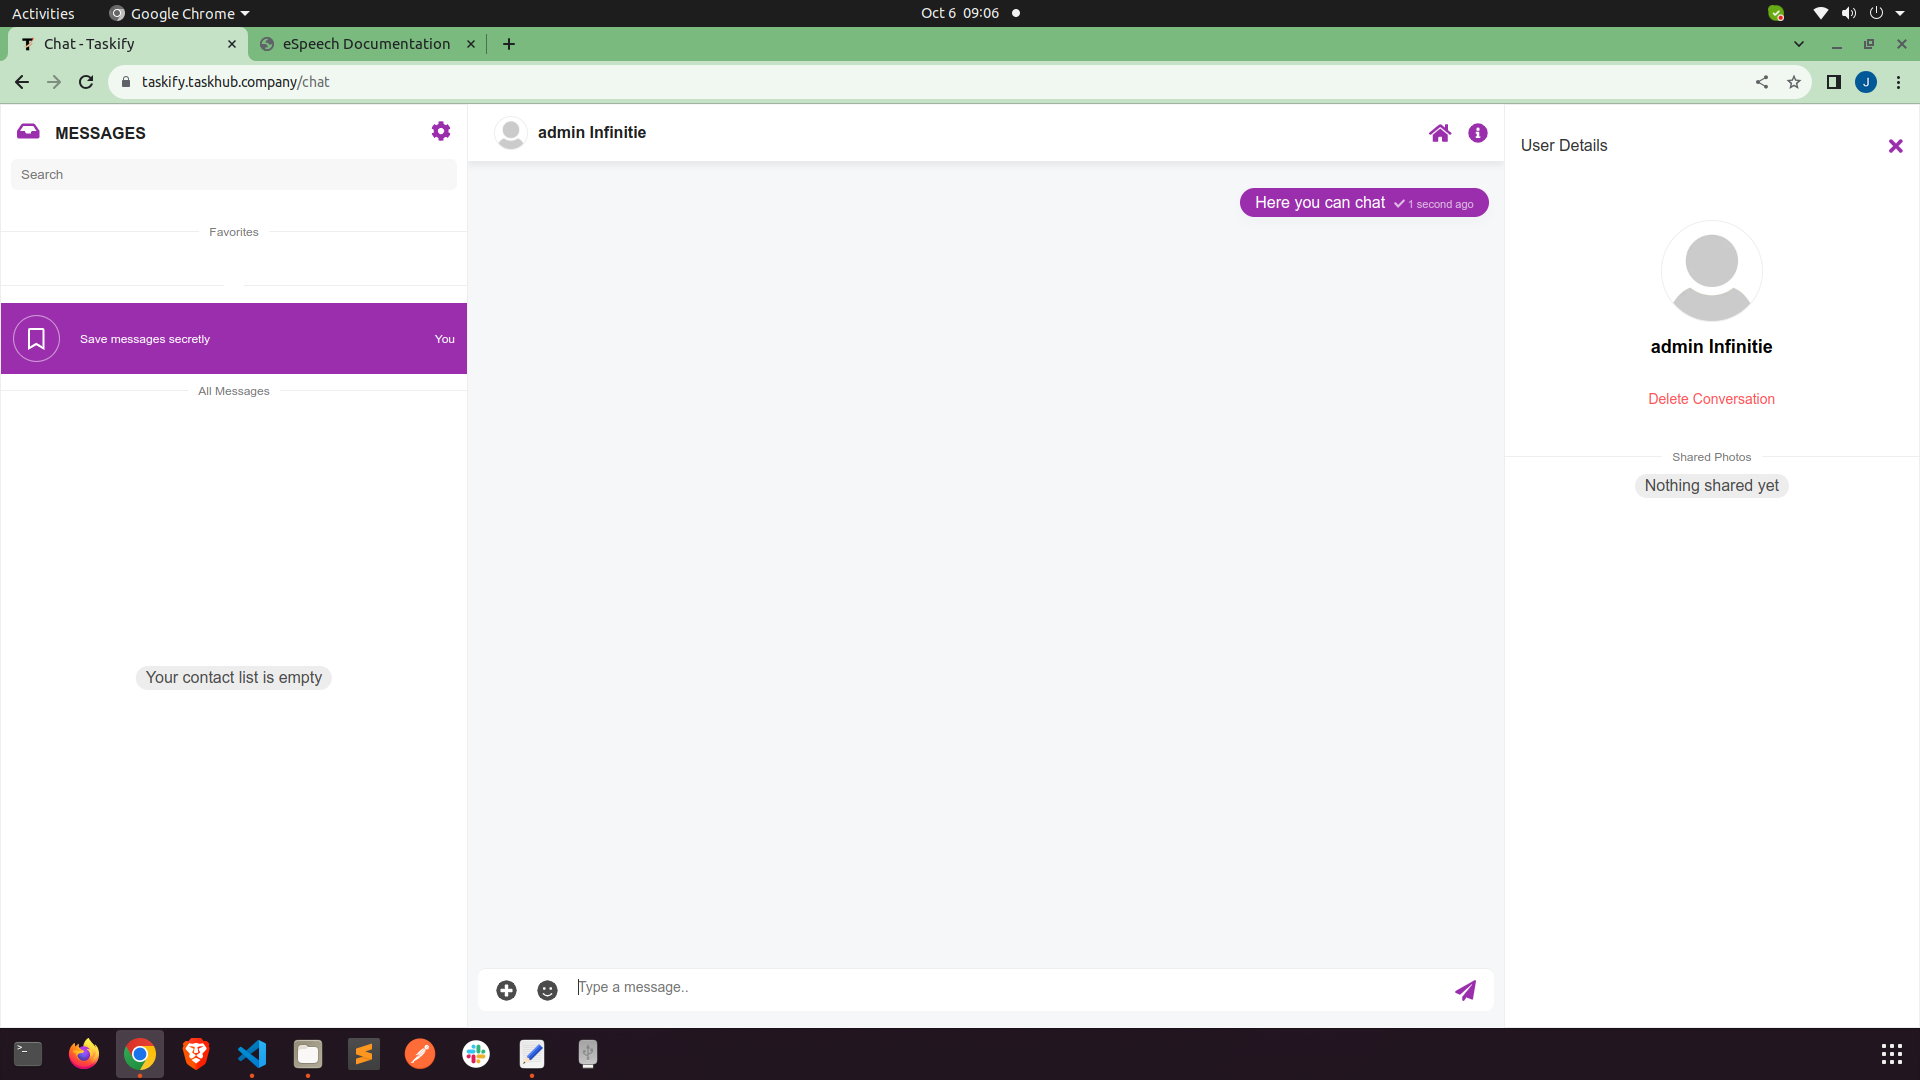 Activities
Google Chrome
Oct 6 09:06
Chat - Taskify
eSpeech Documentation
taskify.taskhub.company/chat
J
MESSAGES
Search
Favorites
Save messages secretly
You
All Messages
Your contact list is empty
admin Infinitie
Here you can chat 1 second ago
Type a message..
User Details
admin Infinitie
Delete Conversation
Shared Photos
Nothing shared yet